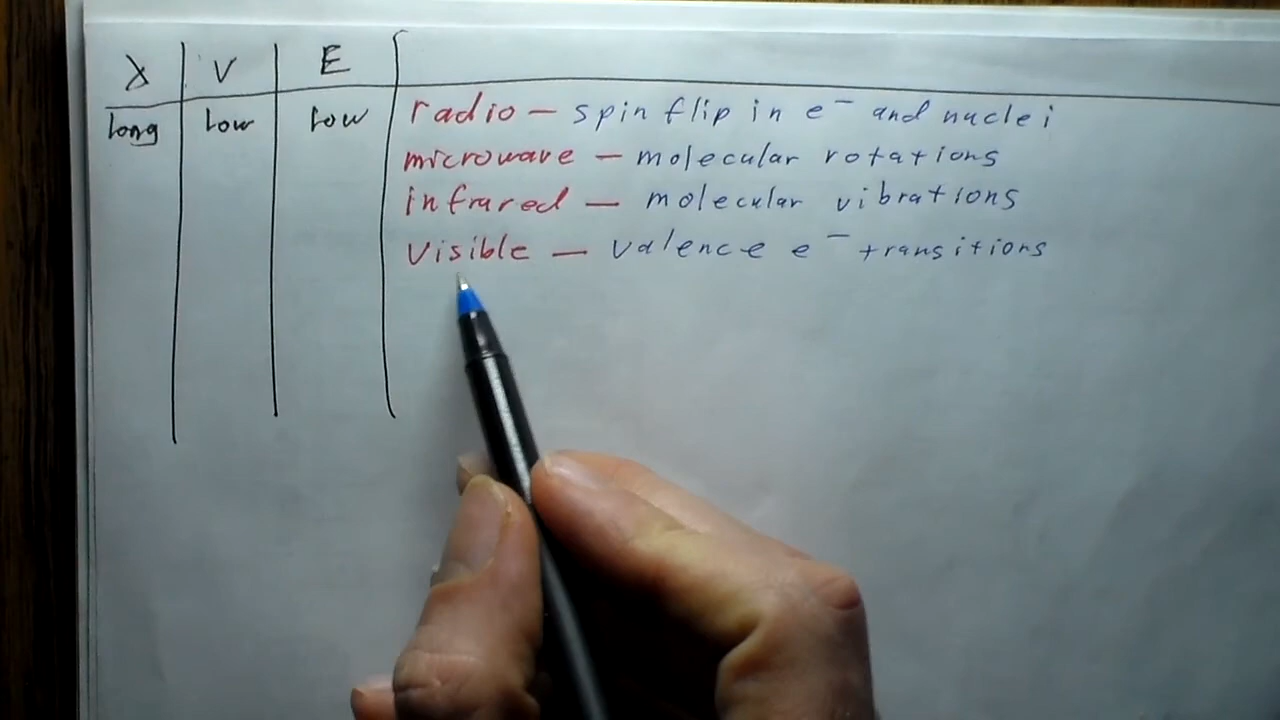 λ ν E
long low low radio — spin flip in e⁻ and nuclei
microwave — molecular rotations
infrared — molecular vibrations
visible — valence e⁻ transitions